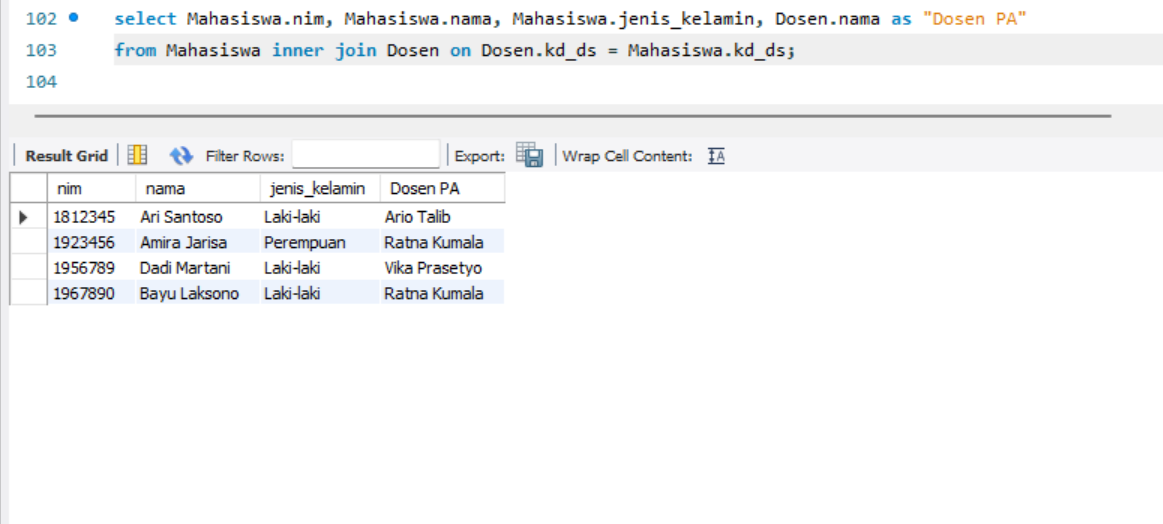 102 select Mahasiswa.nim, Mahasiswa.nama, Mahasiswa.jenis_kelamin, Dosen.nama as "Dosen PA"
103 from Mahasiswa inner join Dosen on Dosen.kd_ds = Mahasiswa.kd_ds;
104
Result Grid Filter Rows: Export: Wrap Cell Content: IA
nim nama jenis_kelamin Dosen PA
1812345 Ari Santoso Laki-laki Ario Talib
1923456 Amira Jarisa Perempuan Ratna Kumala
1956789 Dadi Martani Laki-laki Vika Prasetyo
1967890 Bayu Laksono Laki-laki Ratna Kumala